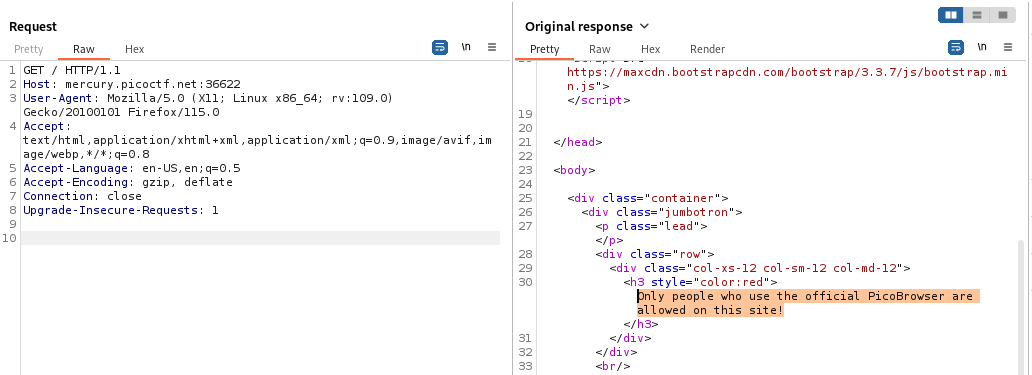 Request
Pretty Raw Hex
\n
1 GET / HTTP/1.1
2 Host: mercury.picoctf.net:36622
3 User-Agent: Mozilla/5.0 (X11; Linux x86_64; rv:109.0)
Gecko/20100101 Firefox/115.0
4 Accept:
text/html,application/xhtml+xml,application/xml;q=0.9,image/avif,im
age/webp,*/*;q=0.8
5 Accept-Language: en-US,en;q=0.5
6 Accept-Encoding: gzip, deflate
7 Connection: close
8 Upgrade-Insecure-Requests: 1
9
10
Original response
Pretty Raw Hex Render
\n
https://maxcdn.bootstrapcdn.com/bootstrap/3.3.7/js/bootstrap.mi
n.js">
</script>
19
20
21 </head>
22
23 <body>
24
25 <div class="container">
26 <div class="jumbotron">
27 <p class="lead">
</p>
28 <div class="row">
29 <div class="col-xs-12 col-sm-12 col-md-12">
30 <h3 style="color:red">
Only people who use the official PicoBrowser are
allowed on this site!
</h3>
31 </div>
32 </div>
33 <br/>